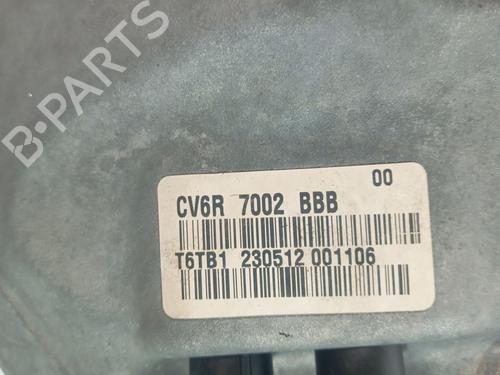 B-PARTS
00
CV6R 7002 BBB
T6TB1 230512 001106